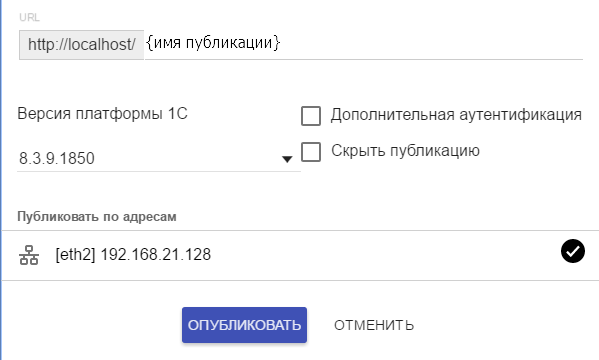 URL
http://localhost/ {имя публикации}
Версия платформы 1С
Дополнительная аутентификация
8.3.9.1850
Скрыть публикацию
Публиковать по адресам
[eth2] 192.168.21.128
ОПУБЛИКОВАТЬ ОТМЕНИТЬ